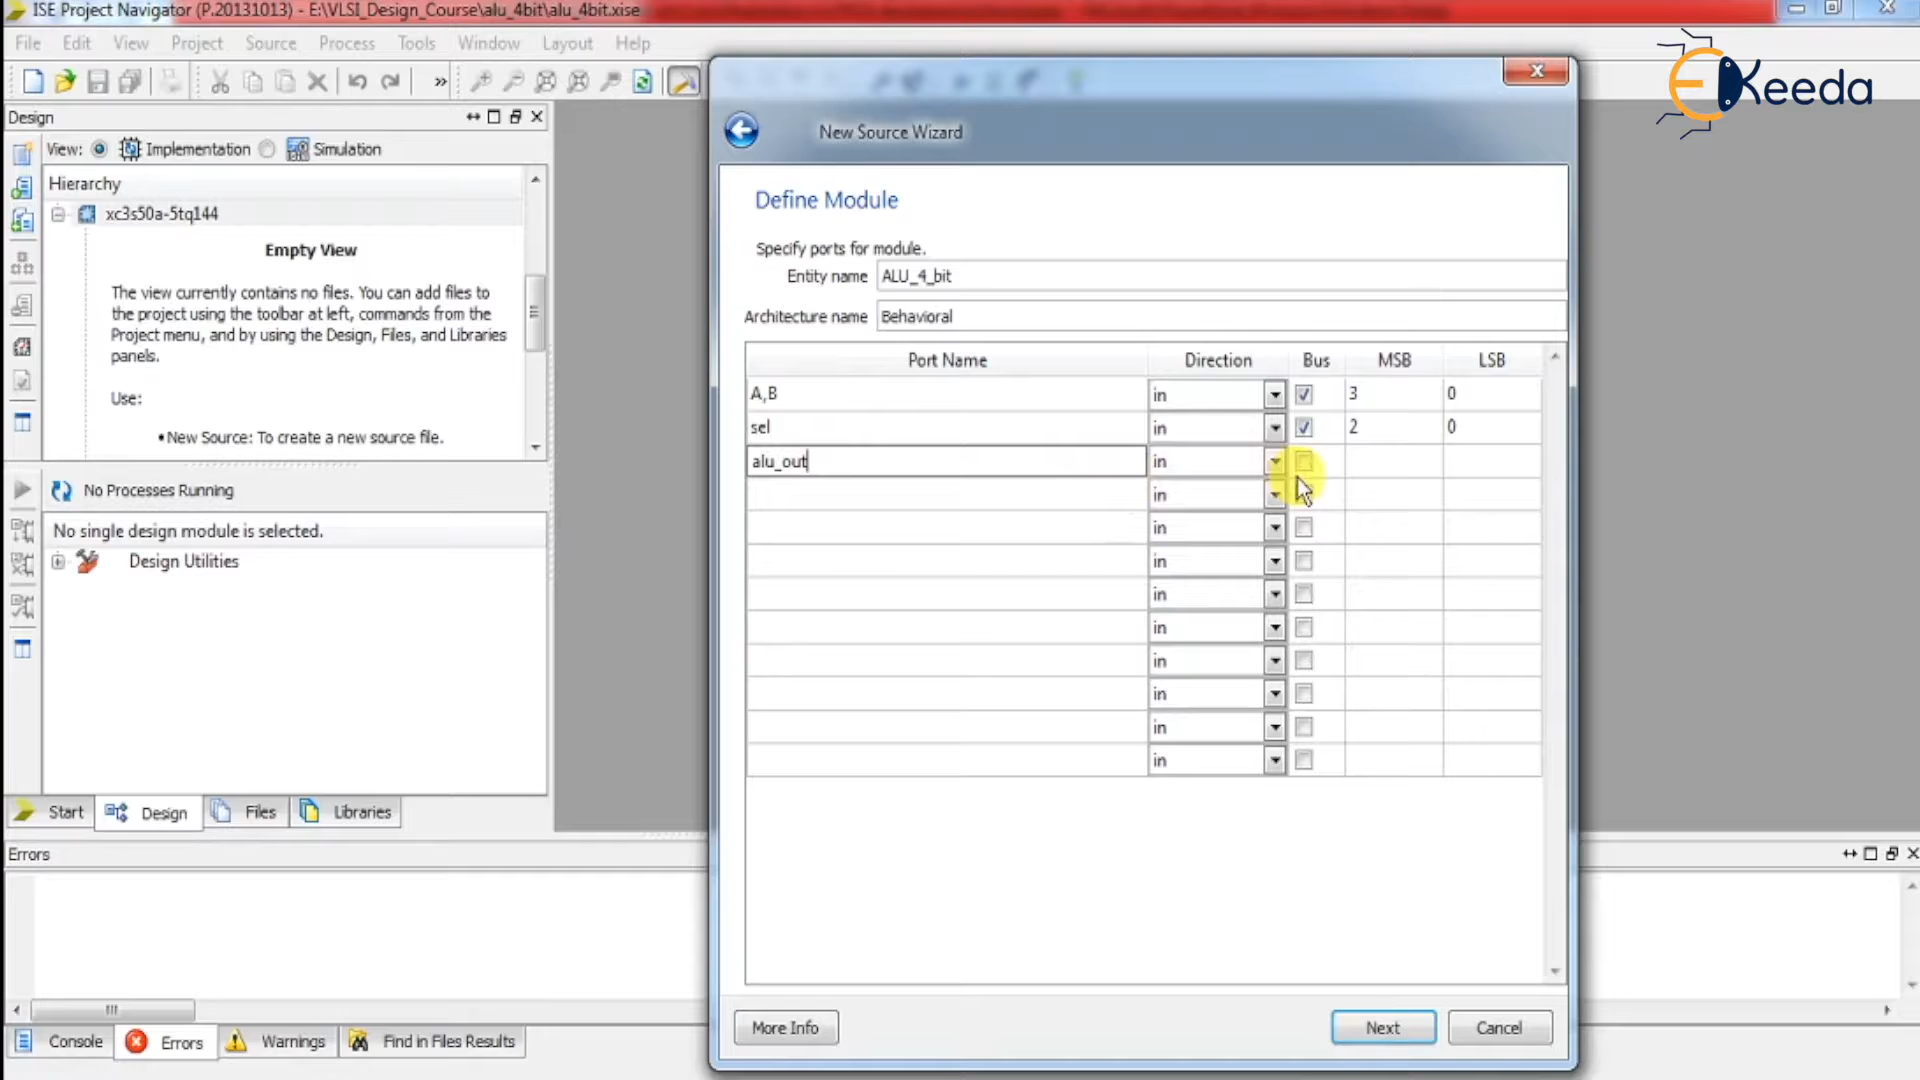 ISE Project Navigator (P.20131013) - E:\VLSI_Design_Course\alu_4bit\alu_4bit.xise
File Edit View Project Source Process Tools Window Layout Help
EKeeda
»
Design
View: Implementation Simulation
Hierarchy
xc3s50a-5tq144
Empty View
The view currently contains no files. You can add files to
the project using the toolbar at left, commands from the
Project menu, and by using the Design, Files, and Libraries
panels.
Use:
•New Source: To create a new source file.
No Processes Running
No single design module is selected.
Design Utilities
Start Design Files Libraries
Errors
Console Errors Warnings Find in Files Results
New Source Wizard
Define Module
Specify ports for module.
Entity name ALU_4_bit
Architecture name Behavioral
Port Name Direction Bus MSB LSB
A,B in 3 0
sel in 2 0
alu_out in
in
in
in
in
in
in
in
in
in
More Info Next Cancel